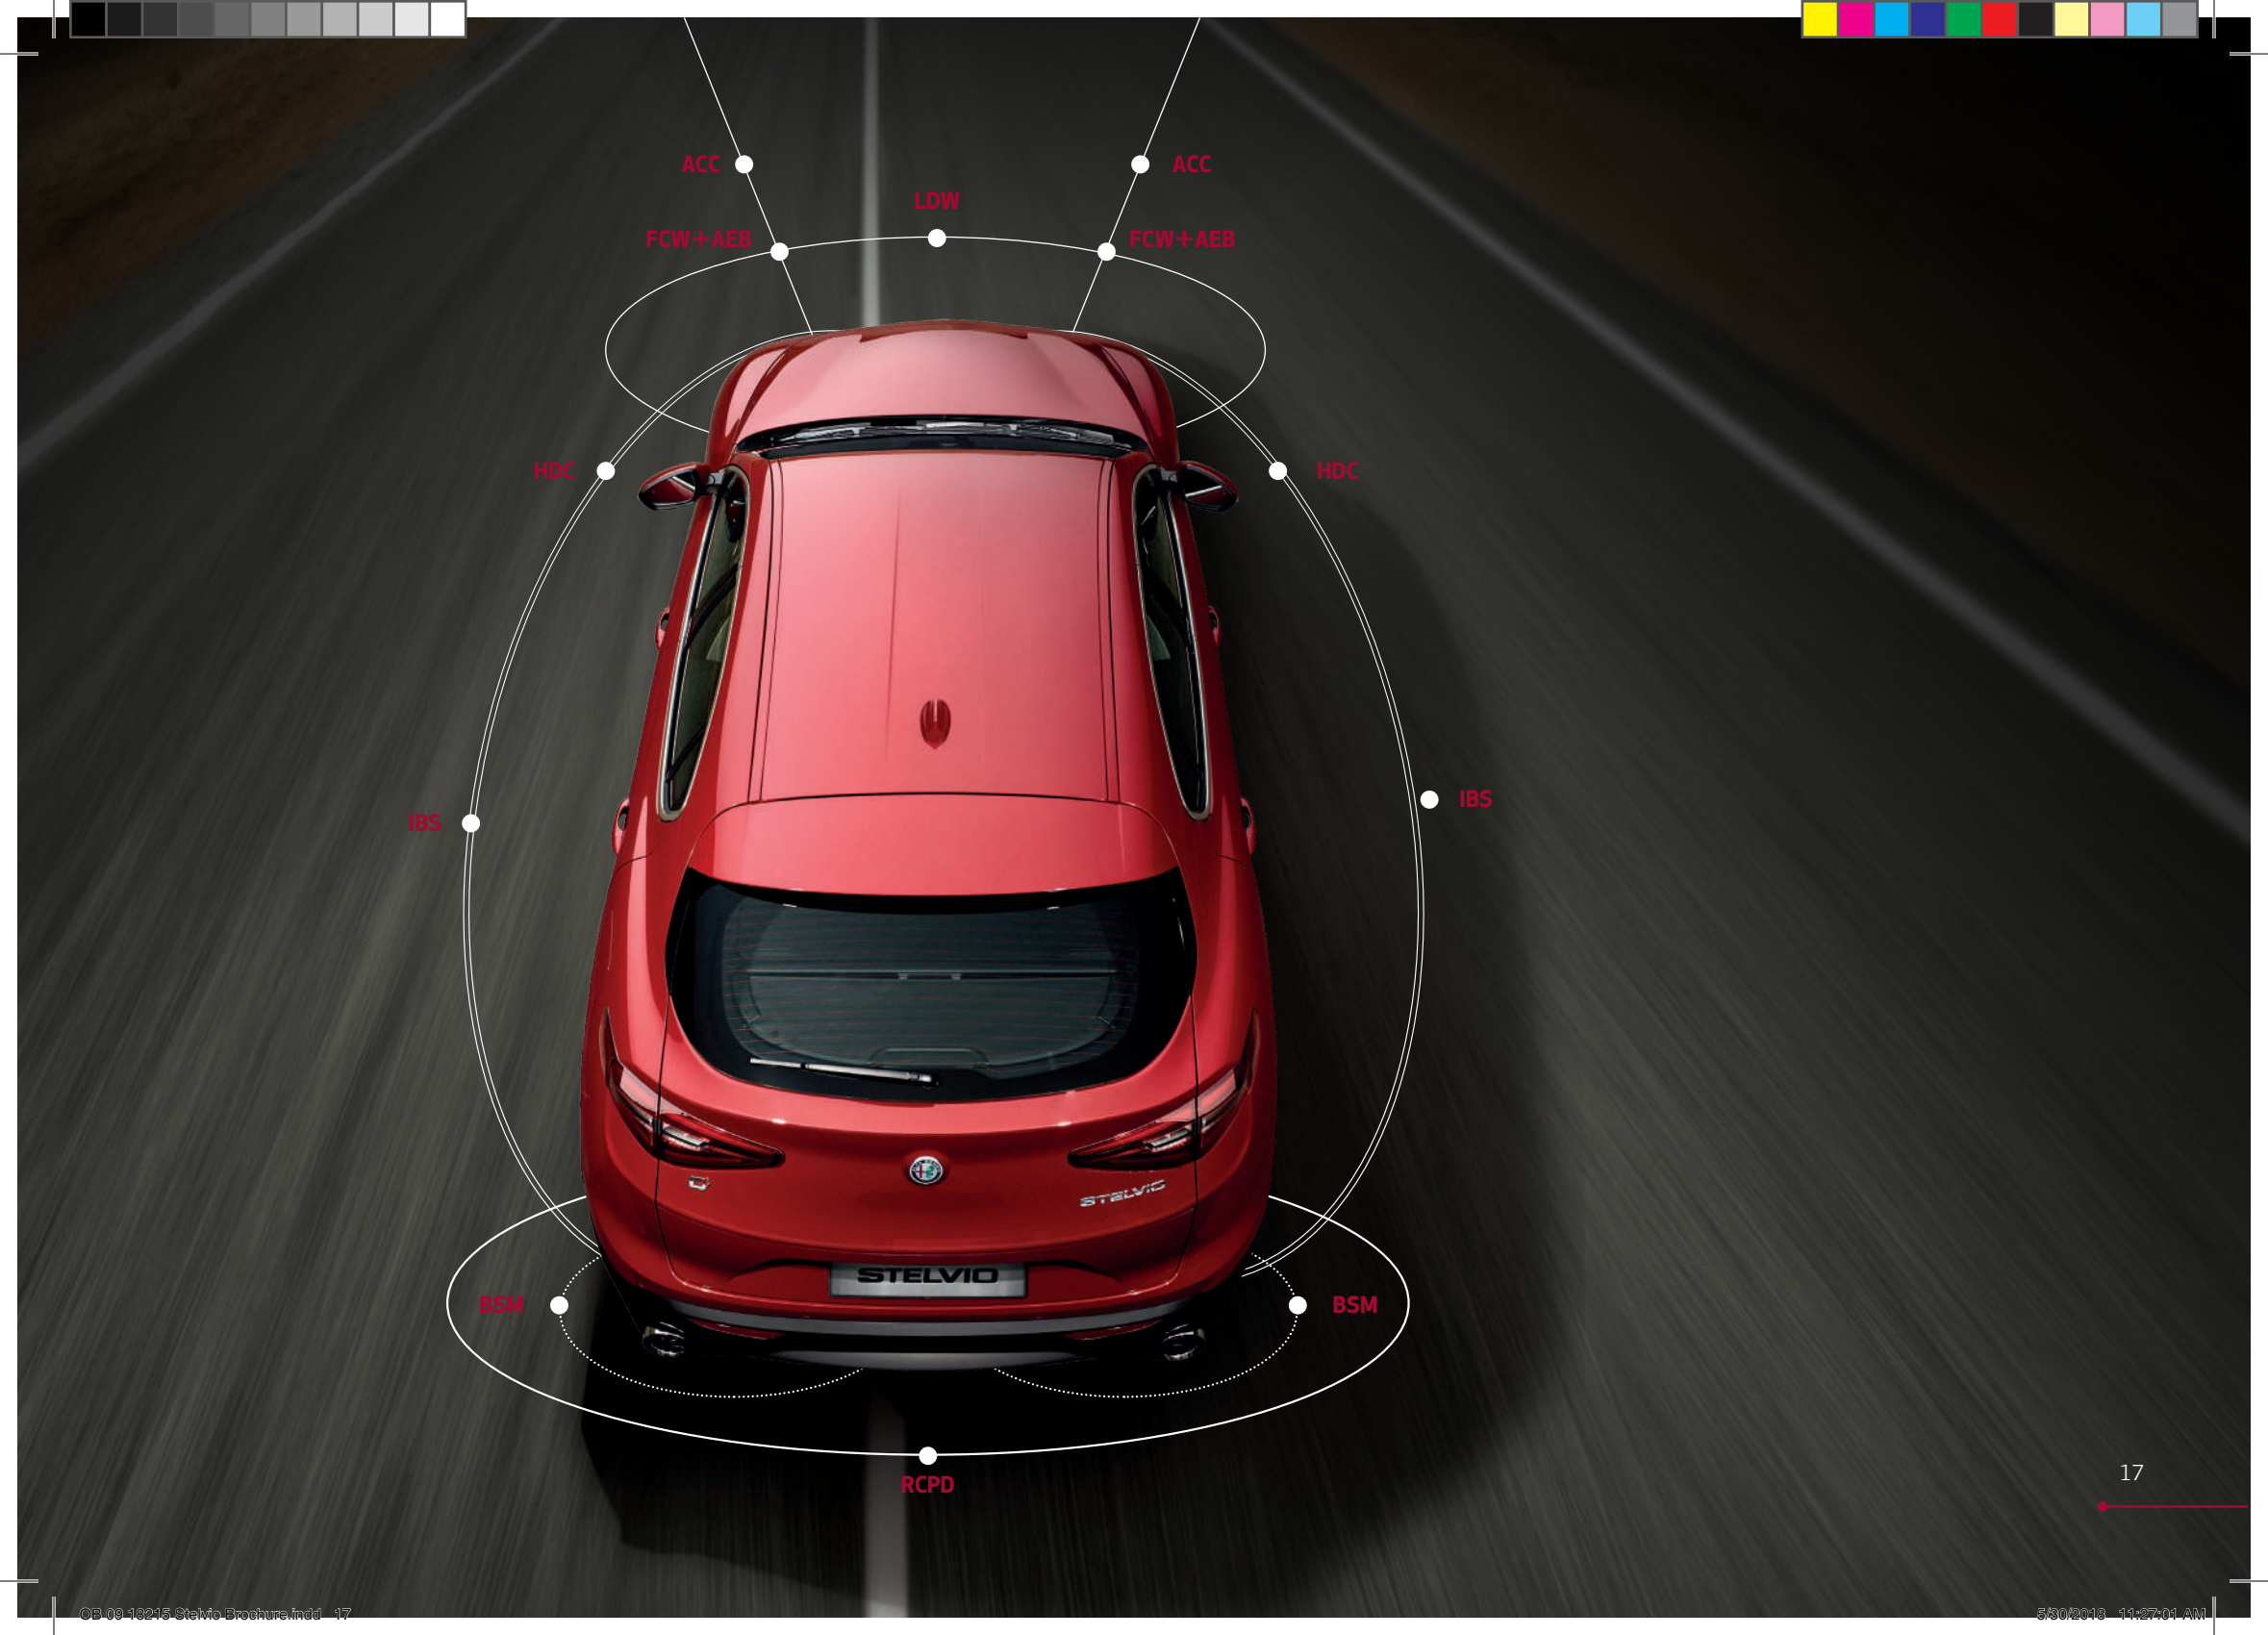 ACC ACC
LDW
FCW+AEB FCW+AEB
HDC HDC
IBS IBS
STELVIO
STELVIO
BSM BSM
RCPD
17
CB 09 18215 Stelvio Brochure.indd 17 5/30/2018 11:27:01 AM